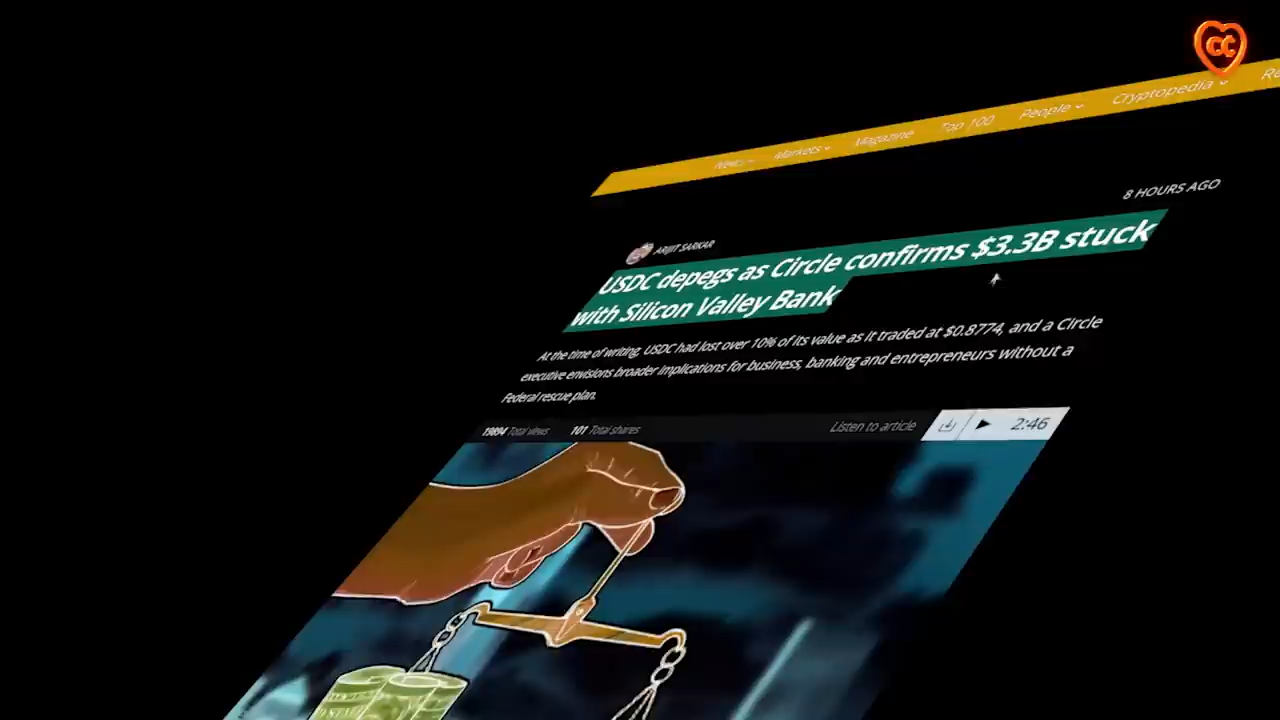 CC
News Markets Magazine Top 100 People Cryptopedia Re
8 HOURS AGO
ARIJIT SARKAR
USDC depegs as Circle confirms $3.3B stuck
with Silicon Valley Bank
At the time of writing, USDC had lost over 10% of its value as it traded at $0.8774, and a Circle
executive envisions broader implications for business, banking and entrepreneurs without a
Federal rescue plan.
19894 Total views 101 Total shares
Listen to article 2:46